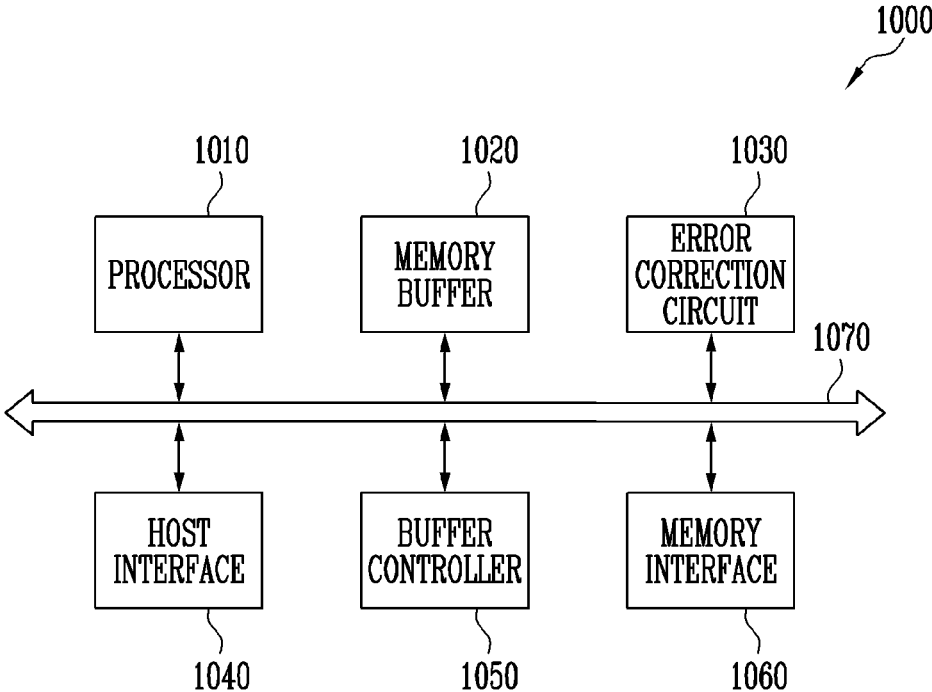 1000
1010
1020
1030
PROCESSOR
MEMORY
BUFFER
ERROR
CORRECTION
CIRCUIT
1070
HOST
INTERFACE
BUFFER
CONTROLLER
MEMORY
INTERFACE
1040
1050
1060